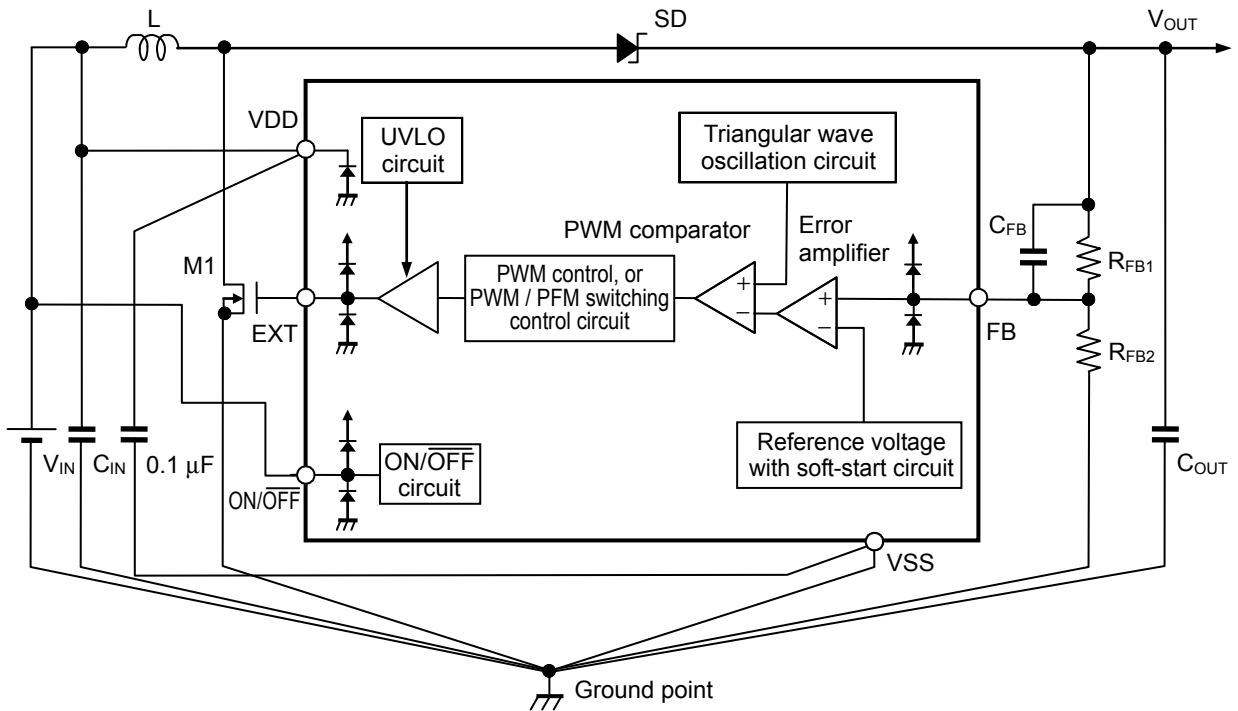 L
SD
VOUT
VDD
UVLO
circuit
Triangular wave
oscillation circuit
PWM comparator
Error
amplifier
CFB
RFB1
M1
PWM control, or
PWM / PFM switching
control circuit
+
−
+
−
EXT
FB
RFB2
VIN
CIN
0.1 μF
ON/O̅F̅F̅
ON/O̅F̅F̅
circuit
Reference voltage
with soft-start circuit
COUT
VSS
Ground point